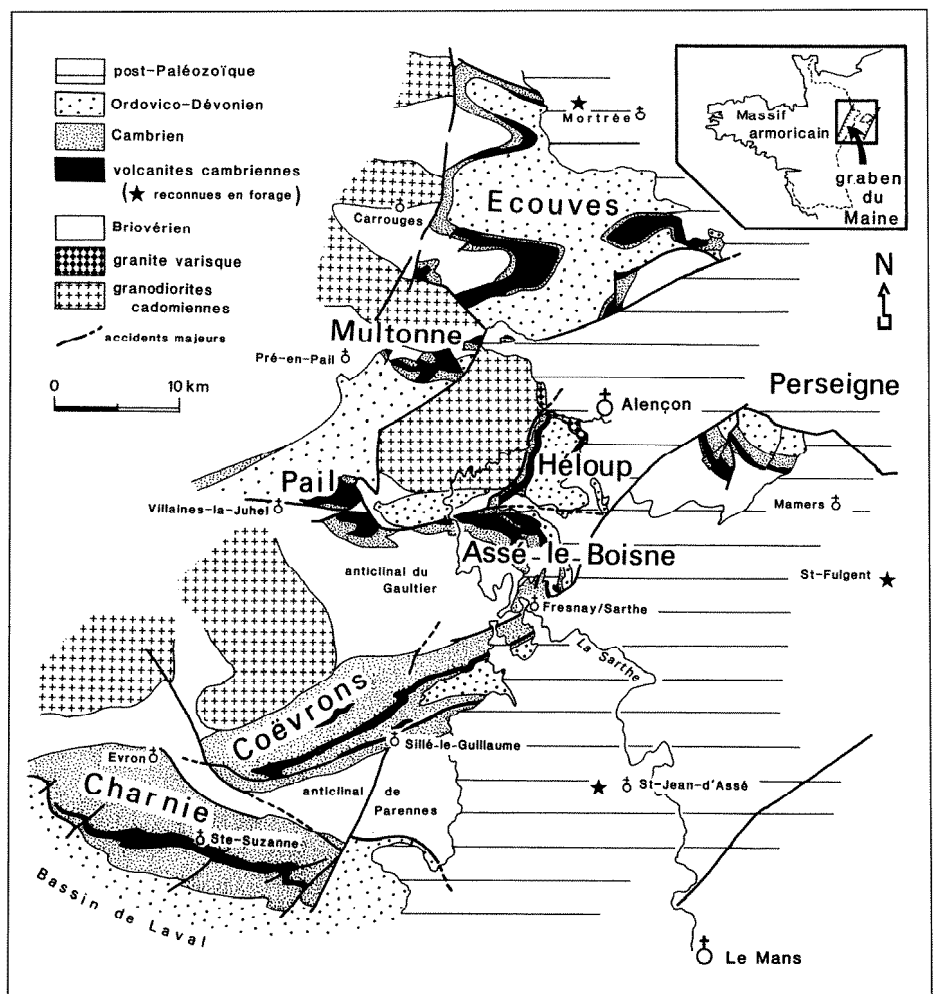 post-Paléozoïque
Ordovico-Dévonien
Cambrien
volcanites cambriennes
(★ reconnues en forage)
Briovérien
granite varisque
granodiorites
cadomiennes
accidents majeurs
0 10 km
Massif
armoricain
graben
du
Maine
N
Mortrée
Ecouves
Carrouges
Multonne
Pré-en-Pail
Perseigne
Alençon
Héloup
Pail
Villaines-la-Juhel
Mamers
Assé-le-Boisne
anticlinal du
Gaultier
St-Fulgent
Fresnay/Sarthe
La Sarthe
Coëvrons
Sillé-le-Guillaume
Evron
Charnie
anticlinal de
Parennes
St-Jean-d'Assé
Ste-Suzanne
Bassin de Laval
Le Mans